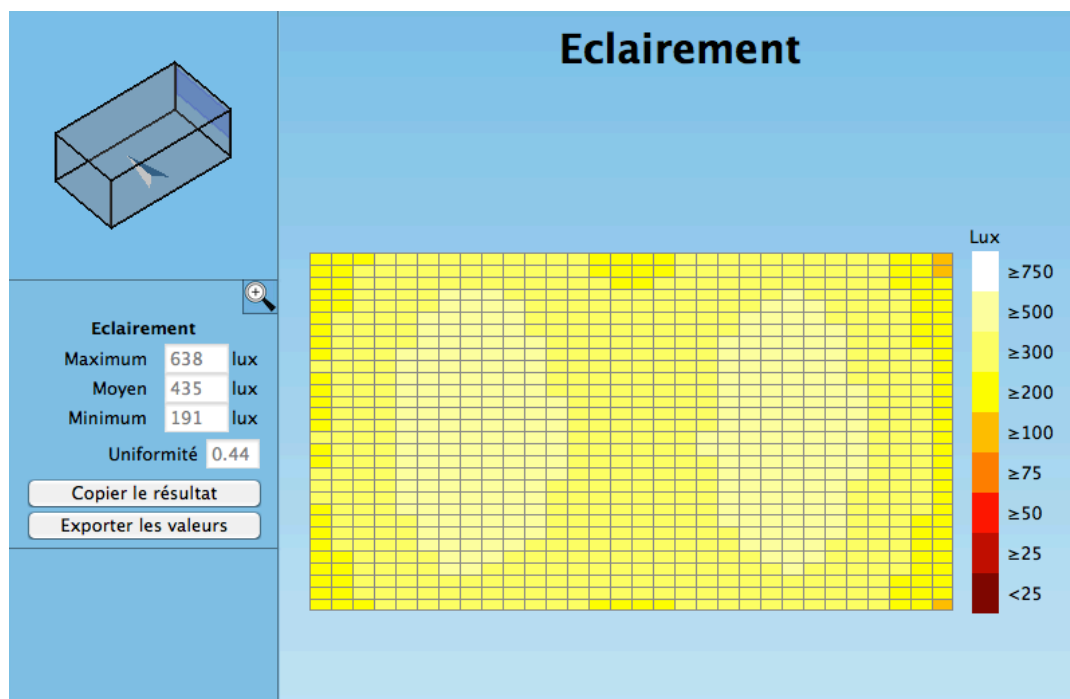 Eclairement
Eclairement
Maximum 638 lux
Moyen 435 lux
Minimum 191 lux
Uniformité 0.44
Copier le résultat
Exporter les valeurs
Lux
≥750
≥500
≥300
≥200
≥100
≥75
≥50
≥25
<25